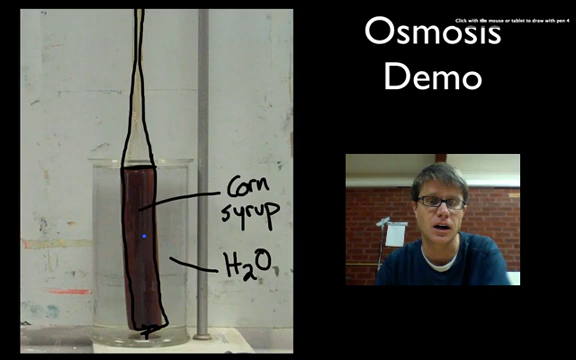 Click with the mouse or tablet to draw with pen 4
Osmosis
Demo
Corn
syrup
H₂O